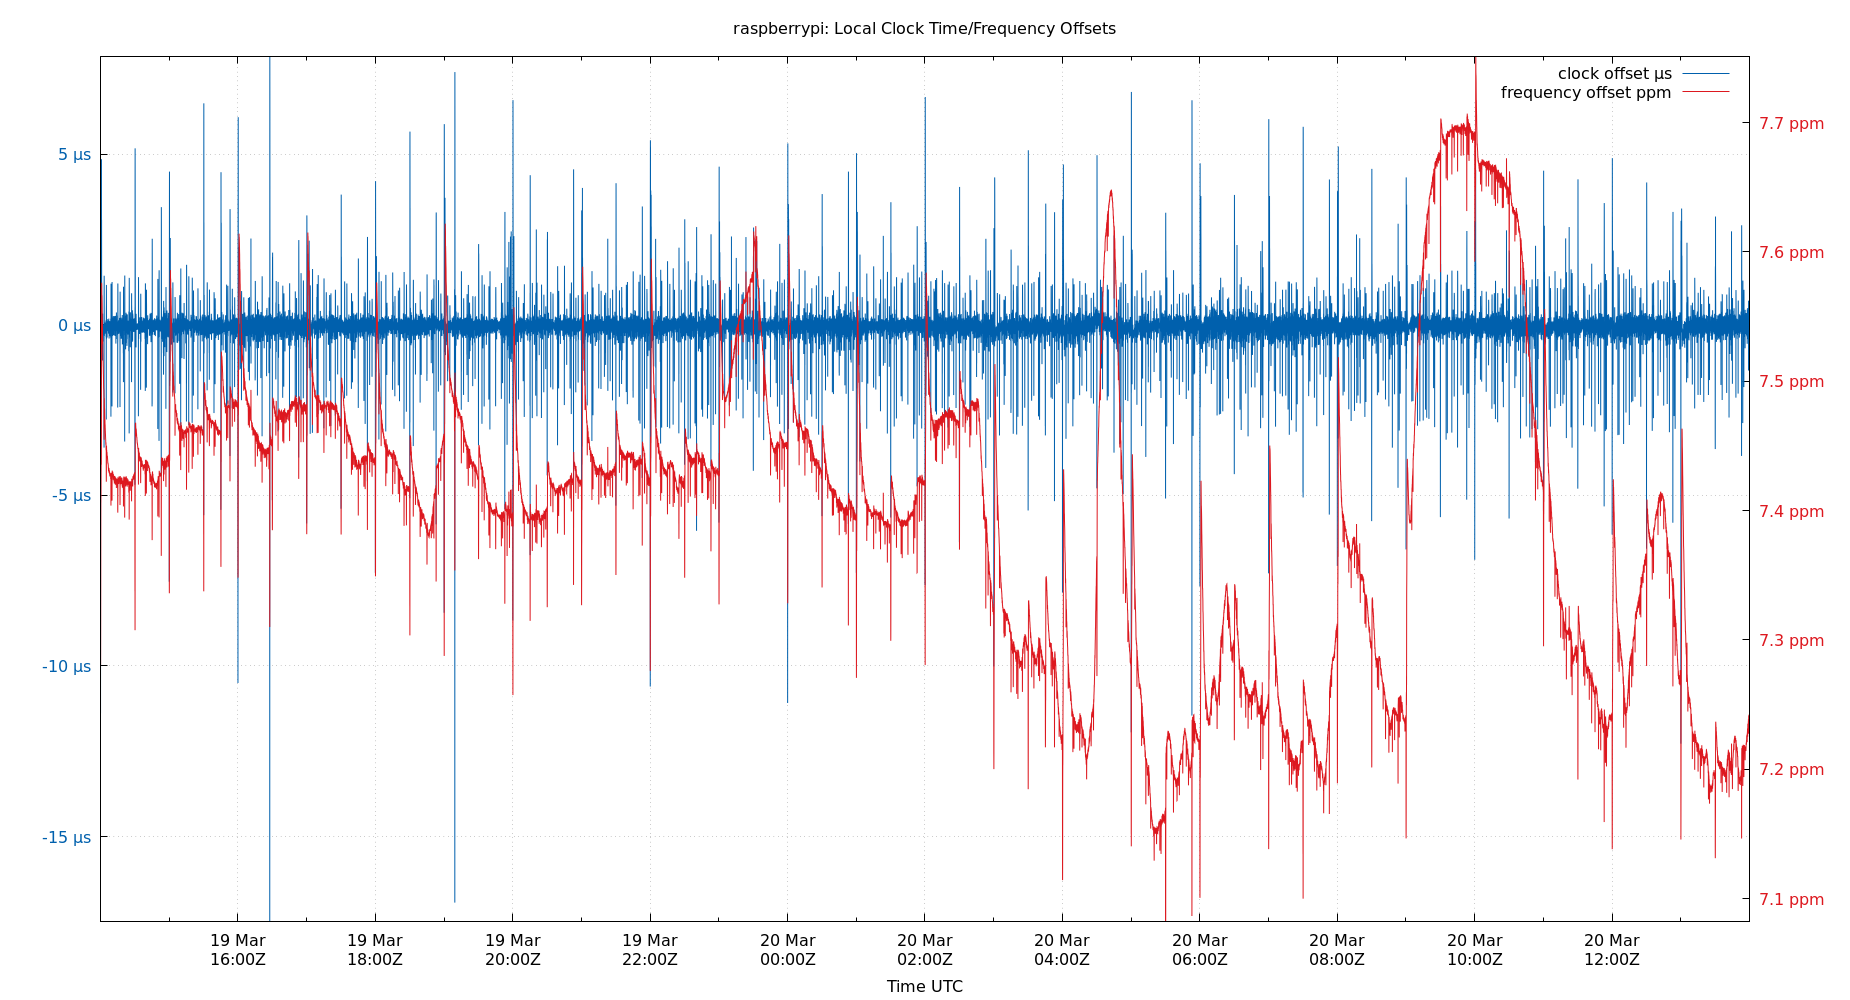 raspberrypi: Local Clock Time/Frequency Offsets
clock offset µs
frequency offset ppm
5 µs
0 µs
-5 µs
-10 µs
-15 µs
7.7 ppm
7.6 ppm
7.5 ppm
7.4 ppm
7.3 ppm
7.2 ppm
7.1 ppm
19 Mar
16:00Z
19 Mar
18:00Z
19 Mar
20:00Z
19 Mar
22:00Z
20 Mar
00:00Z
20 Mar
02:00Z
20 Mar
04:00Z
20 Mar
06:00Z
20 Mar
08:00Z
20 Mar
10:00Z
20 Mar
12:00Z
Time UTC